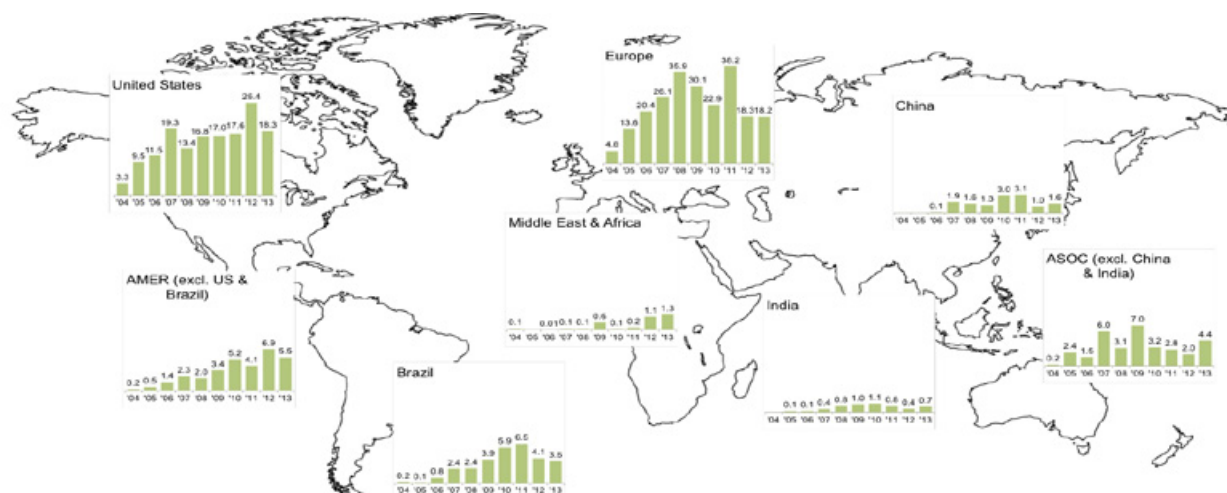 United States
3.3 9.5 11.5 19.3 13.4 16.8 17.0 17.6 26.4 18.3
'04 '05 '06 '07 '08 '09 '10 '11 '12 '13
Europe
4.8 13.8 20.4 26.1 35.9 30.1 22.9 38.2 18.3 18.2
'04 '05 '06 '07 '08 '09 '10 '11 '12 '13
China
0.1 1.9 1.6 1.3 3.0 3.1 1.0 1.6
'04 '05 '06 '07 '08 '09 '10 '11 '12 '13
Middle East & Africa
0.1 0.01 0.1 0.1 0.6 0.1 0.2 1.1 1.3
'04 '05 '06 '07 '08 '09 '10 '11 '12 '13
AMER (excl. US &
Brazil)
0.2 0.5 1.4 2.3 2.0 3.4 5.2 4.1 6.9 5.5
'04 '05 '06 '07 '08 '09 '10 '11 '12 '13
ASOC (excl. China
& India)
0.2 2.4 1.5 6.0 3.1 7.0 3.2 2.8 2.0 4.4
'04 '05 '06 '07 '08 '09 '10 '11 '12 '13
India
0.1 0.1 0.4 0.8 1.0 1.1 0.6 0.4 0.7
'04 '05 '06 '07 '08 '09 '10 '11 '12 '13
Brazil
0.2 0.1 0.8 2.4 2.4 3.9 5.9 6.5 4.1 3.5
'04 '05 '06 '07 '08 '09 '10 '11 '12 '13